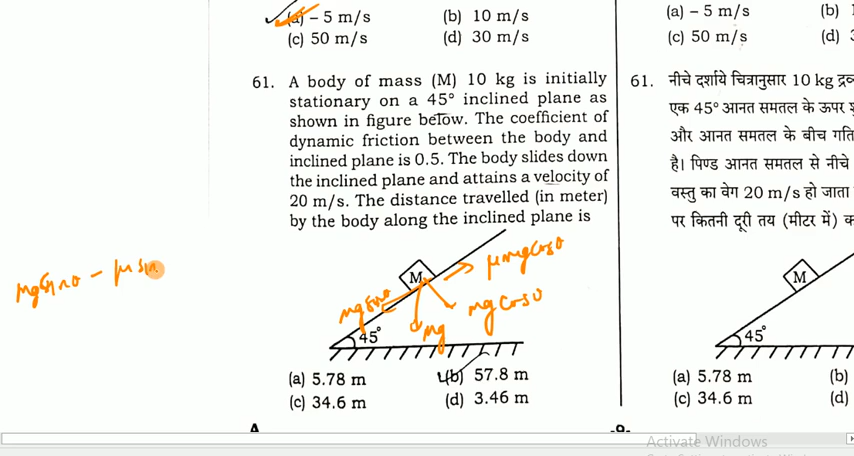 (a) – 5 m/s (b) 10 m/s
(c) 50 m/s (d) 30 m/s
61. A body of mass (M) 10 kg is initially
stationary on a 45° inclined plane as
shown in figure below. The coefficient of
dynamic friction between the body and
inclined plane is 0.5. The body slides down
the inclined plane and attains a velocity of
20 m/s. The distance travelled (in meter)
by the body along the inclined plane is
mg sinθ – μ sin
M
μmgcosθ
mg sinθ
mg cosθ
mg
45°
(a) 5.78 m (b) 57.8 m
(c) 34.6 m (d) 3.46 m
A
-9-
(a) – 5 m/s (b)
(c) 50 m/s (d)
61. नीचे दर्शाये चित्रानुसार 10 kg द्रव्
एक 45° आनत समतल के ऊपर
और आनत समतल के बीच गति
है। पिण्ड आनत समतल से नीचे
वस्तु का वेग 20 m/s हो जाता
पर कितनी दूरी तय (मीटर में) क
M
45°
(a) 5.78 m (b)
(c) 34.6 m (d)
Activate Windows